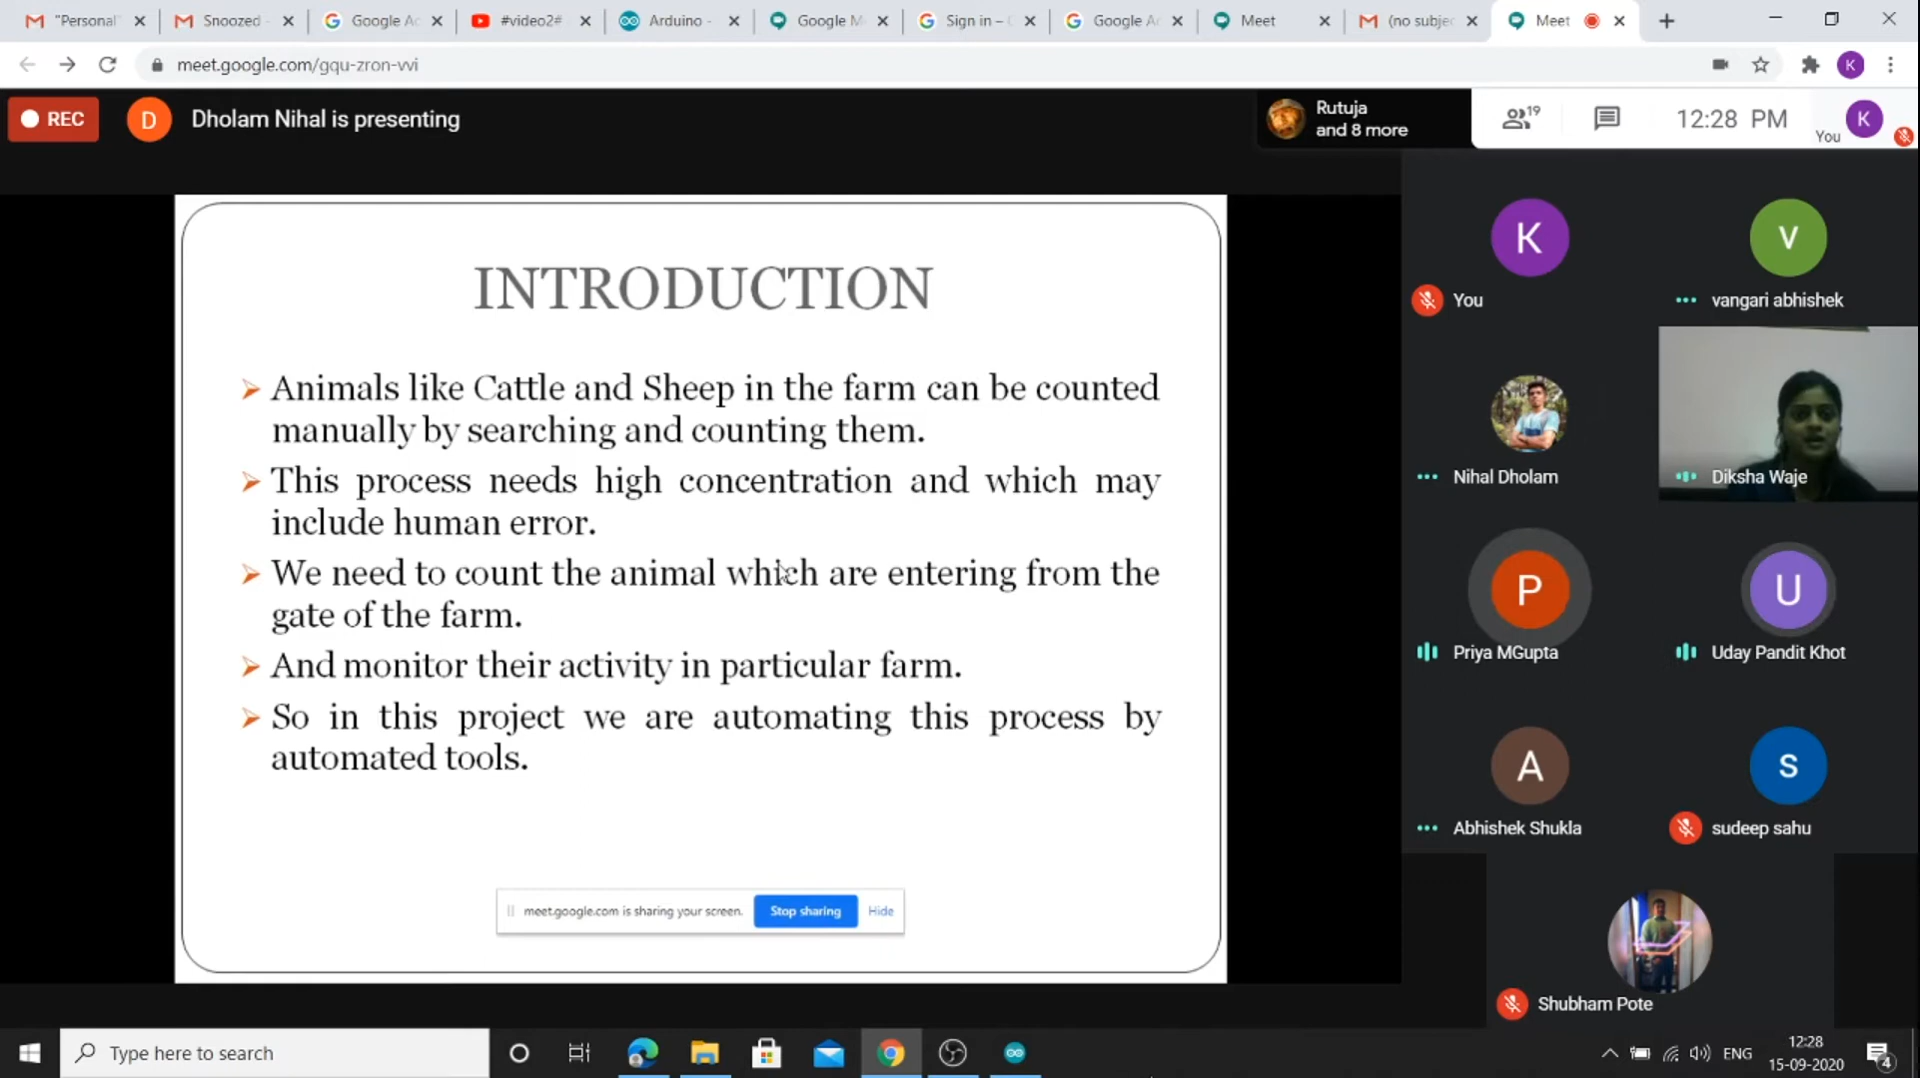 "Personal"
Snoozed -
Google Ac
#video2#
Arduino -
Google M
Sign in –
Google Ac
Meet
(no subjec
Meet
meet.google.com/gqu-zron-vvi
K
REC
D
Dholam Nihal is presenting
Rutuja
and 8 more
19
12:28 PM
You
K
INTRODUCTION
Animals like Cattle and Sheep in the farm can be counted
manually by searching and counting them.
This process needs high concentration and which may
include human error.
We need to count the animal which are entering from the
gate of the farm.
And monitor their activity in particular farm.
So in this project we are automating this process by
automated tools.
meet.google.com is sharing your screen.
Stop sharing
Hide
K
You
V
vangari abhishek
Nihal Dholam
Diksha Waje
P
Priya MGupta
U
Uday Pandit Khot
A
Abhishek Shukla
S
sudeep sahu
Shubham Pote
Type here to search
ENG
12:28
15-09-2020
4